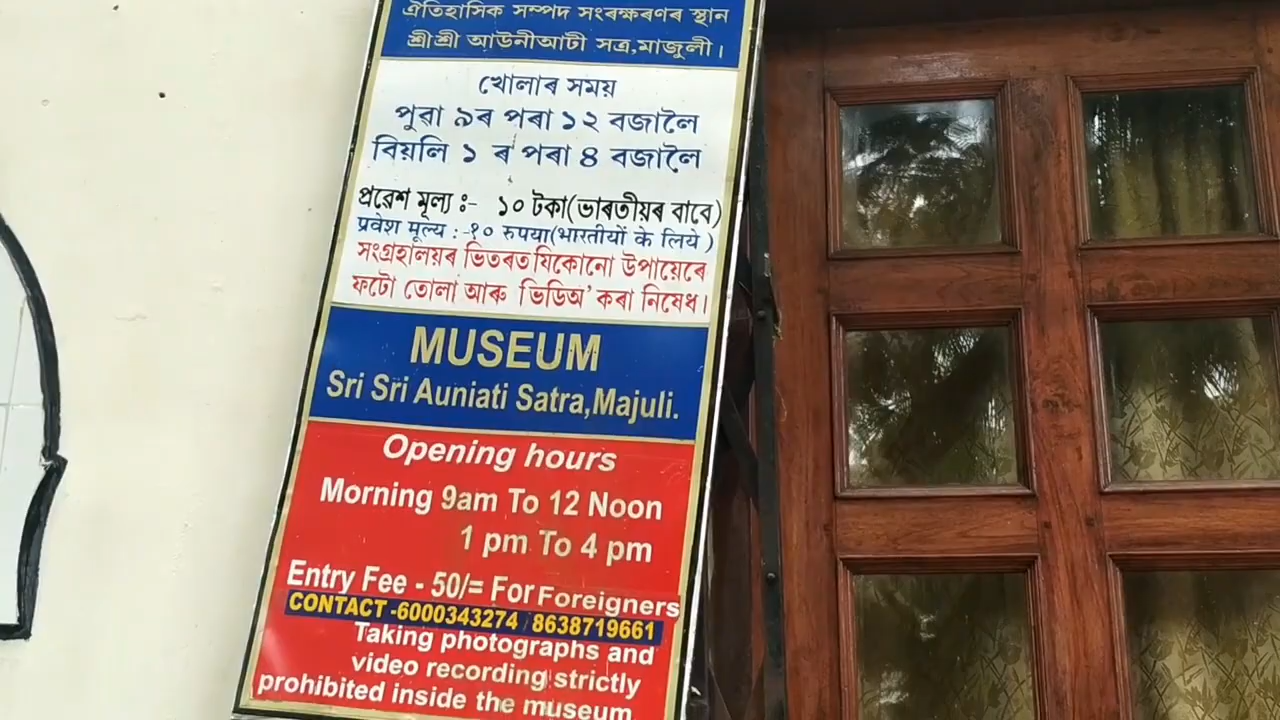 ঐতিহাসিক সম্পদ সংৰক্ষৰণৰ স্থান
শ্ৰীশ্ৰী আউনীআটী সত্ৰ,মাজুলী।
খোলাৰ সময়
পুৱা ৯ৰ পৰা ১২ বজালৈ
বিয়লি ১ ৰ পৰা ৪ বজালৈ
প্ৰৱেশ মূল্য ঃ- ১০ টকা(ভাৰতীয়ৰ বাবে)
प्रवेश मूल्य : -१० रुपया(भारतीयों के लिये )
সংগ্ৰহালয়ৰ ভিতৰত যিকোনো উপায়েৰে
ফটো তোলা আৰু ভিডিঅ' কৰা নিষেধ।
MUSEUM
Sri Sri Auniati Satra,Majuli.
Opening hours
Morning 9am To 12 Noon
1 pm To 4 pm
Entry Fee - 50/= For Foreigners
CONTACT -6000343274 / 8638719661
Taking photographs and
video recording strictly
prohibited inside the museum